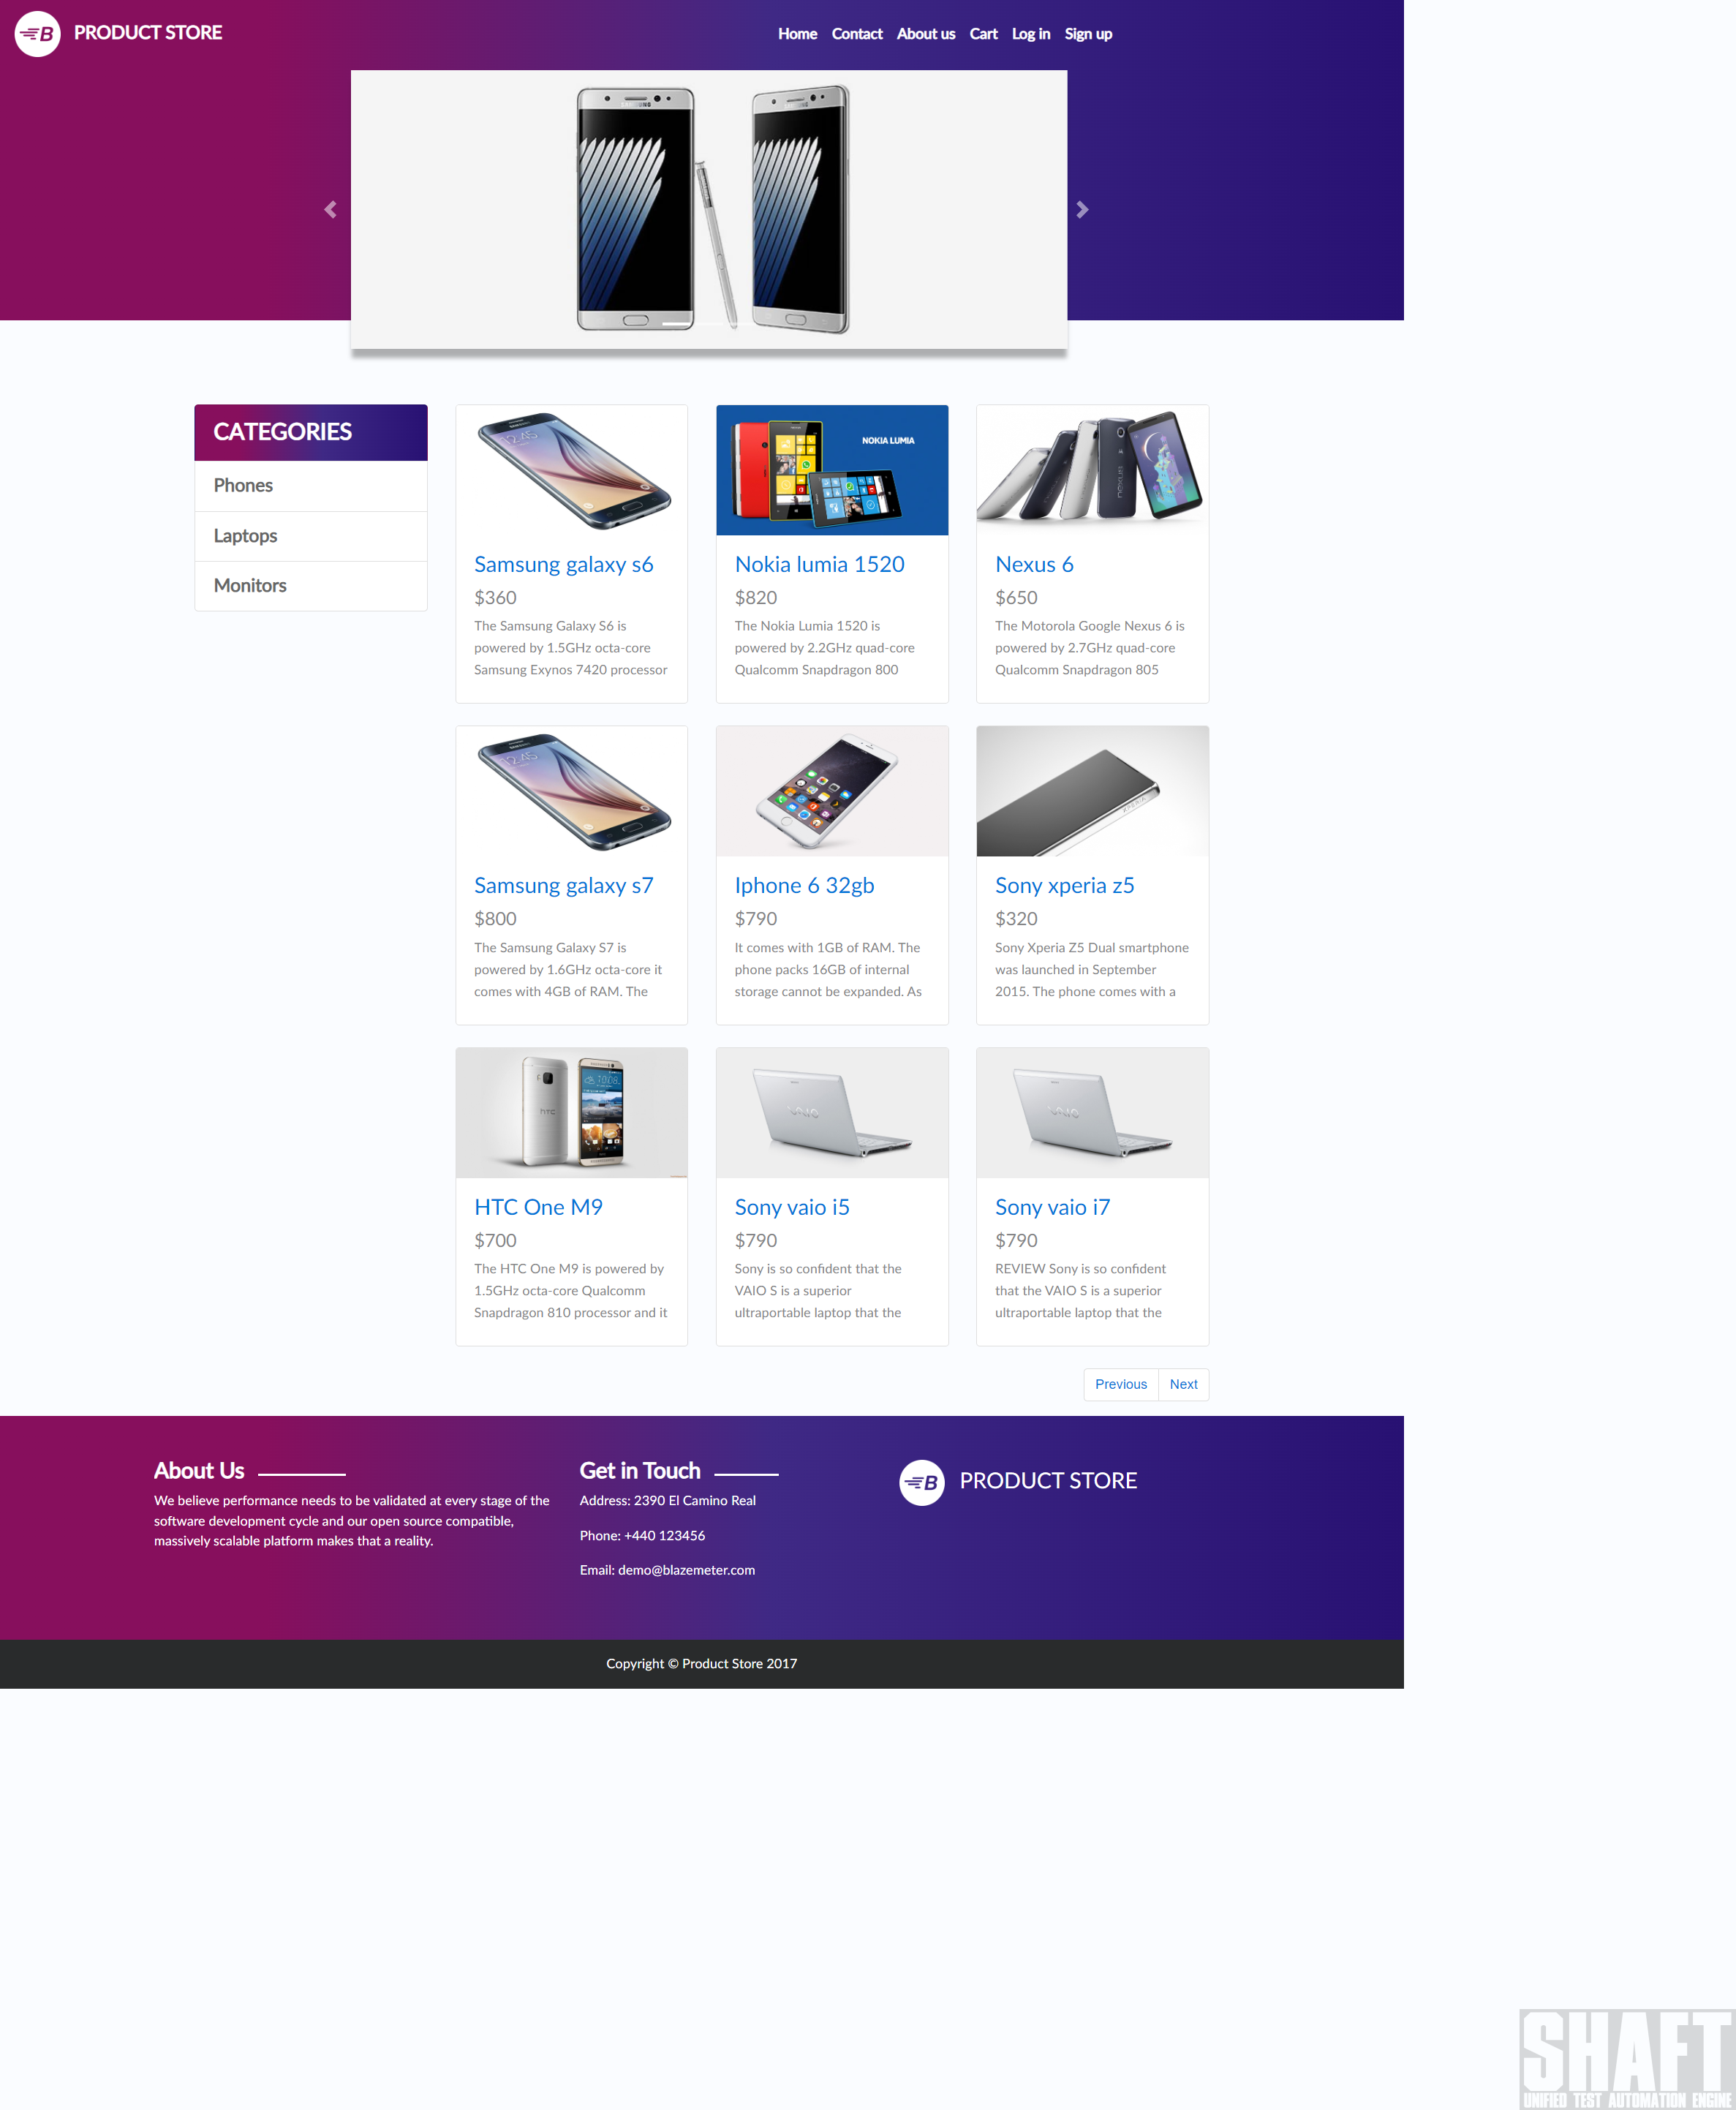 B PRODUCT STORE
Home Contact About us Cart Log in Sign up
SAMSUNG
CATEGORIES
Phones
Laptops
Monitors
12:45
Samsung galaxy s6
$360
The Samsung Galaxy S6 is
powered by 1.5GHz octa-core
Samsung Exynos 7420 processor
NOKIA LUMIA
Nokia lumia 1520
$820
The Nokia Lumia 1520 is
powered by 2.2GHz quad-core
Qualcomm Snapdragon 800
nexus
Nexus 6
$650
The Motorola Google Nexus 6 is
powered by 2.7GHz quad-core
Qualcomm Snapdragon 805
12:45
Samsung galaxy s7
$800
The Samsung Galaxy S7 is
powered by 1.6GHz octa-core it
comes with 4GB of RAM. The
Iphone 6 32gb
$790
It comes with 1GB of RAM. The
phone packs 16GB of internal
storage cannot be expanded. As
XPERIA
Sony xperia z5
$320
Sony Xperia Z5 Dual smartphone
was launched in September
2015. The phone comes with a
hTC
10:08
HTC One M9
$700
The HTC One M9 is powered by
1.5GHz octa-core Qualcomm
Snapdragon 810 processor and it
VAIO
Sony vaio i5
$790
Sony is so confident that the
VAIO S is a superior
ultraportable laptop that the
VAIO
Sony vaio i7
$790
REVIEW Sony is so confident
that the VAIO S is a superior
ultraportable laptop that the
Previous Next
About Us
We believe performance needs to be validated at every stage of the
software development cycle and our open source compatible,
massively scalable platform makes that a reality.
Get in Touch
Address: 2390 El Camino Real
Phone: +440 123456
Email: demo@blazemeter.com
B PRODUCT STORE
Copyright © Product Store 2017
SHAFT
UNIFIED TEST AUTOMATION ENGINE